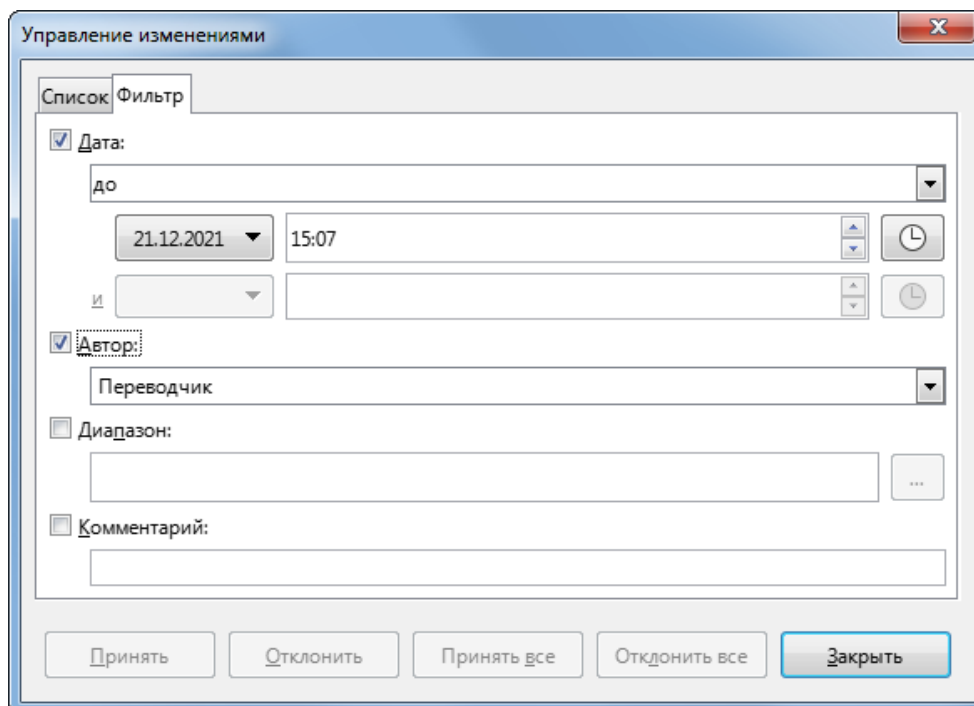 Управление изменениями
Список Фильтр
Дата:
до
21.12.2021 15:07
и
Автор:
Переводчик
Диапазон:
...
Комментарий:
Принять Отклонить Принять все Отклонить все Закрыть